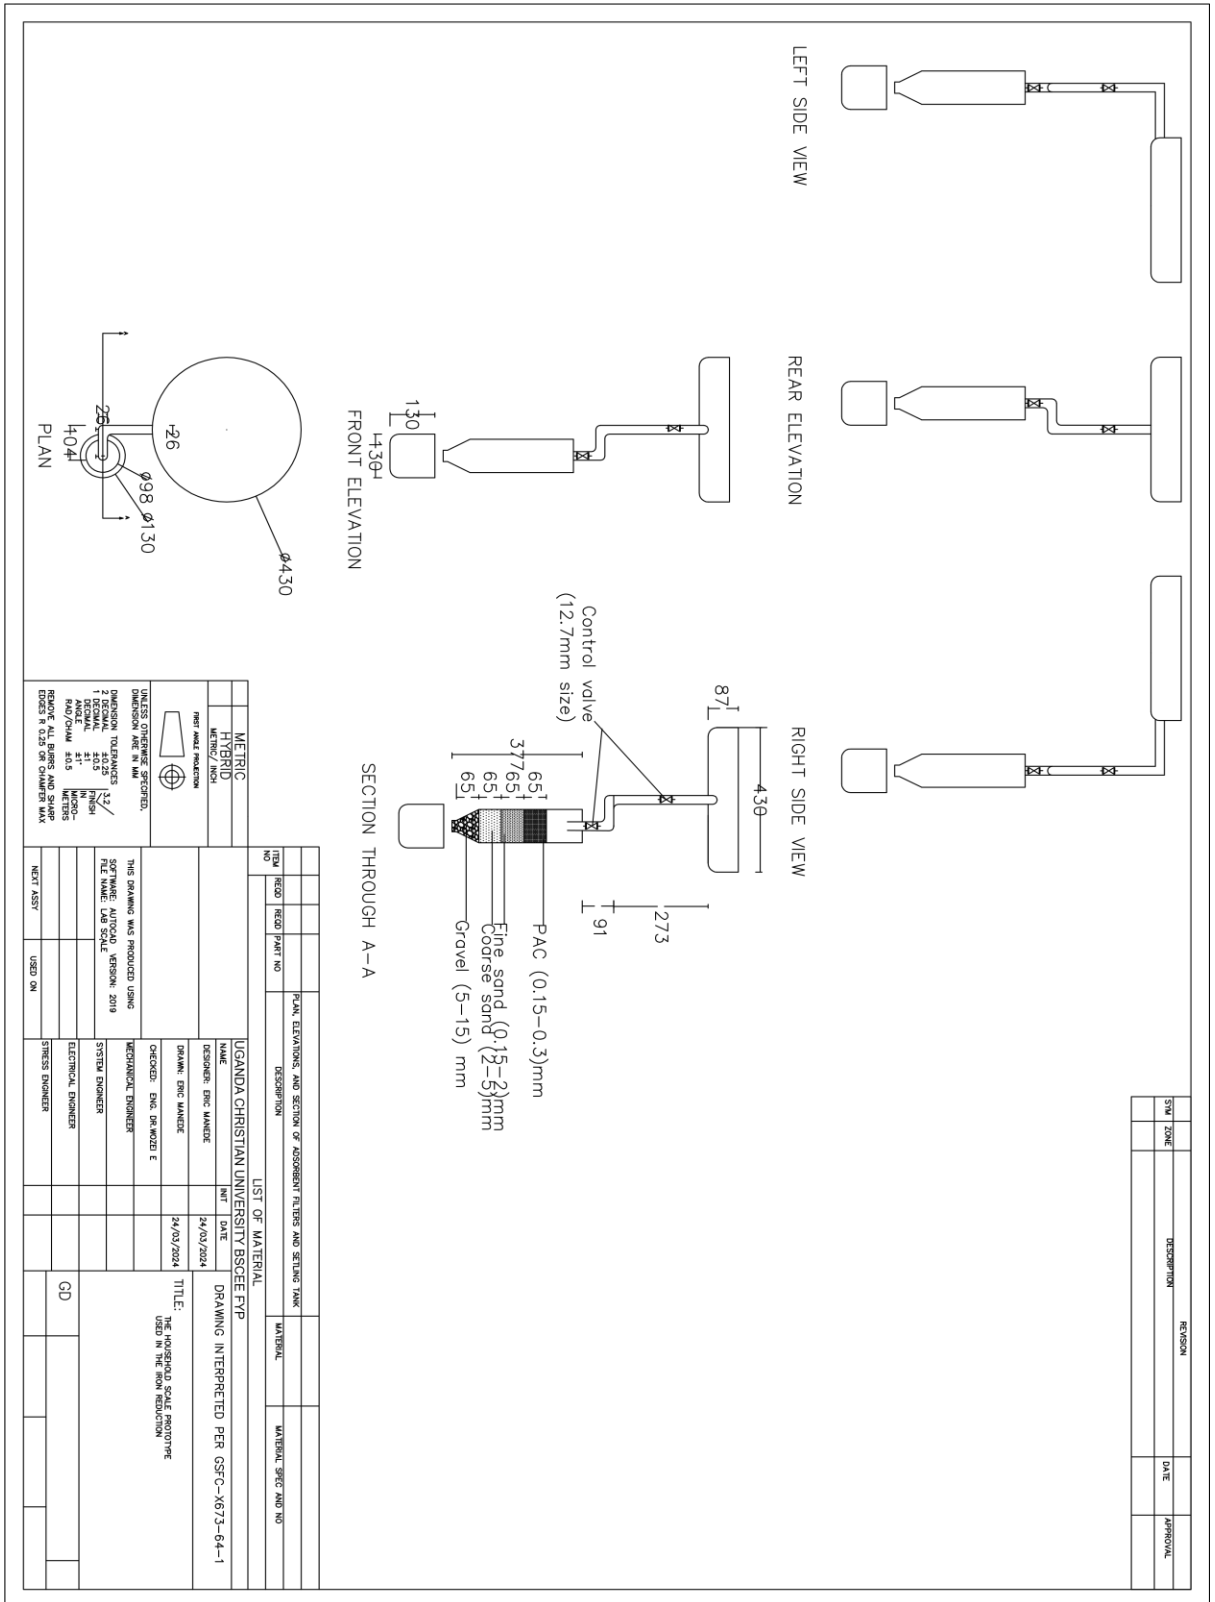 LEFT SIDE VIEW
REAR ELEVATION
RIGHT SIDE VIEW
SYM
ZONE
REVISION
DESCRIPTION
DATE
APPROVAL
130
130
FRONT ELEVATION
Control valve
(12.7mm size)
87
430
273
91
377
65
65
65
65
PAC (0.15-0.3)mm
Fine sand (0.15-2)mm
Coarse sand (2-5)mm
Gravel (5-15) mm
SECTION THROUGH A-A
26
26
104
Ø98
Ø130
Ø430
A
A
PLAN
ITEM NO
REQD
REQD
PART NO
PLAN, ELEVATIONS, AND SECTION OF ADSORBENT FILTERS AND SETLING TANK
DESCRIPTION
MATERIAL
MATERIAL SPEC AND NO
LIST OF MATERIAL
METRIC
HYBRID
METRIC/ INCH
FIRST ANGLE PROJECTION
UNLESS OTHERWISE SPECIFIED,
DIMENSION ARE IN MM
DIMENSION TOLERANCES
2 DECIMAL ±0.25
1 DECIMAL ±0.5
DECIMAL ±1
ANGLE ±1°
RAD/CHAM ±0.5
3.2
FINISH
IN
MICRO-
METERS
REMOVE ALL BURRS AND SHARP
EDGES R 0.25 OR CHAMFER MAX
THIS DRAWING WAS PRODUCED USING
SOFTWARE: AUTOCAD VERSION: 2019
FILE NAME: LAB SCALE
NEXT ASSY
USED ON
UGANDA CHRISTIAN UNIVERSITY BSCEE FYP
NAME
INIT
DATE
DESIGNER: ERIC MANEDE
24/03/2024
DRAWN: ERIC MANEDE
24/03/2024
CHECKED: ENG. DR.WOZEI E
MECHANICAL ENGINEER
SYSTEM ENGINEER
ELECTRICAL ENGINEER
STRESS ENGINEER
DRAWING INTERPRETED PER GSFC-X673-64-1
TITLE:
THE HOUSEHOLD SCALE PROTOTYPE
USED IN THE IRON REDUCTION
GD